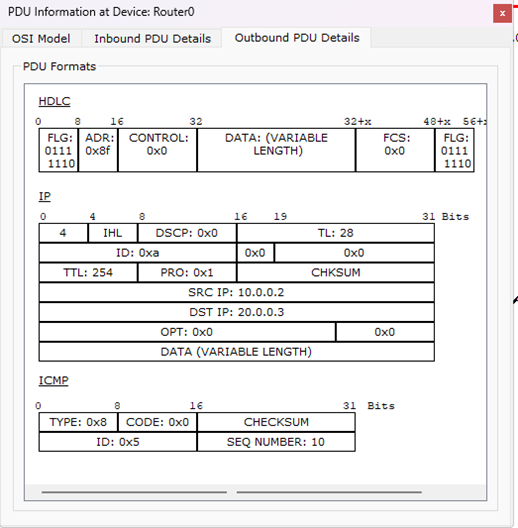 PDU Information at Device: Router0
x
OSI Model Inbound PDU Details Outbound PDU Details
PDU Formats
HDLC
0 8 16 32 32+x 48+x 56+x
FLG: 0111 1110
ADR: 0x8f
CONTROL: 0x0
DATA: (VARIABLE LENGTH)
FCS: 0x0
FLG: 0111 1110
IP
0 4 8 16 19 31 Bits
4 IHL DSCP: 0x0 TL: 28
ID: 0xa 0x0 0x0
TTL: 254 PRO: 0x1 CHKSUM
SRC IP: 10.0.0.2
DST IP: 20.0.0.3
OPT: 0x0 0x0
DATA (VARIABLE LENGTH)
ICMP
0 8 16 31 Bits
TYPE: 0x8 CODE: 0x0 CHECKSUM
ID: 0x5 SEQ NUMBER: 10